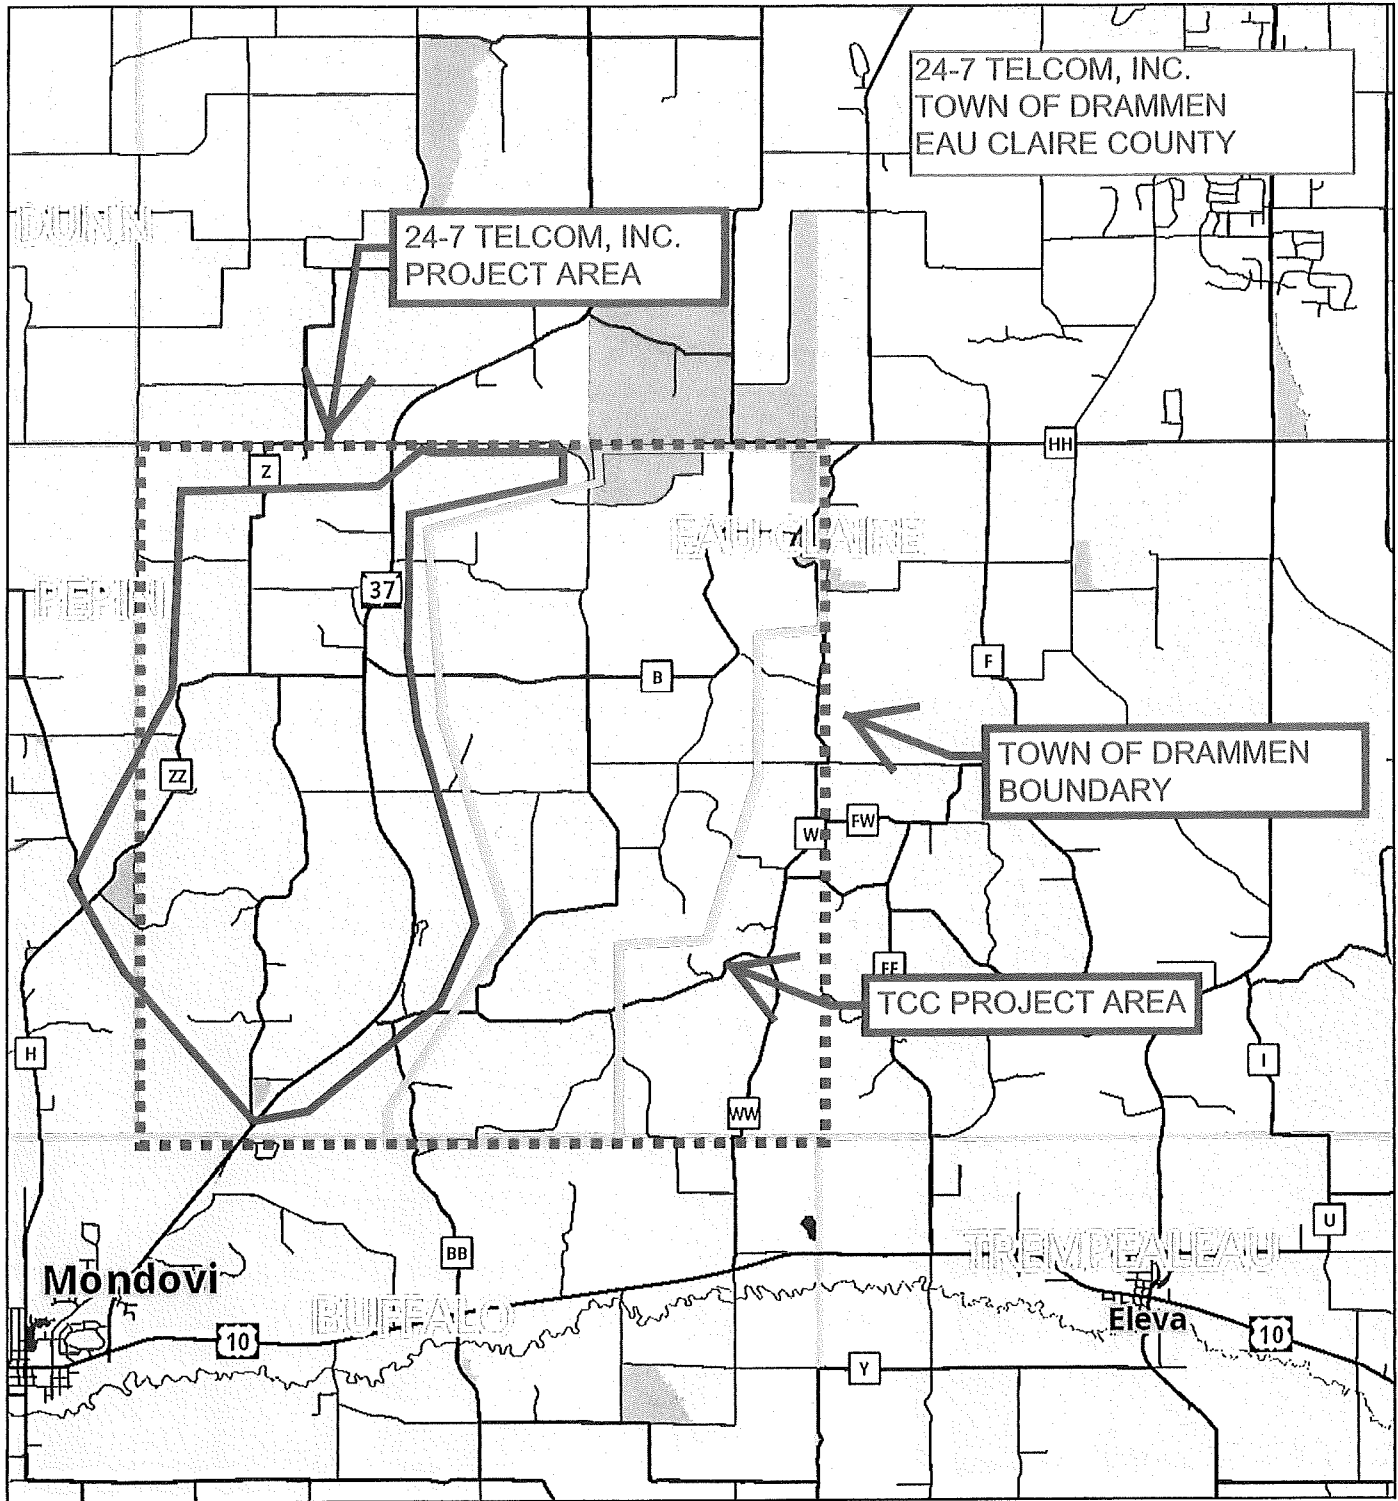 24-7 TELCOM, INC.
TOWN OF DRAMMEN
EAU CLAIRE COUNTY
DUNN
24-7 TELCOM, INC.
PROJECT AREA
HH
Z
EAU CLAIRE
PEPIN
37
B
F
TOWN OF DRAMMEN
BOUNDARY
ZZ
W
FW
FF
TCC PROJECT AREA
H
I
WW
U
BB
TREMPEALEAU
Mondovi
BUFFALO
Eleva
10
10
Y